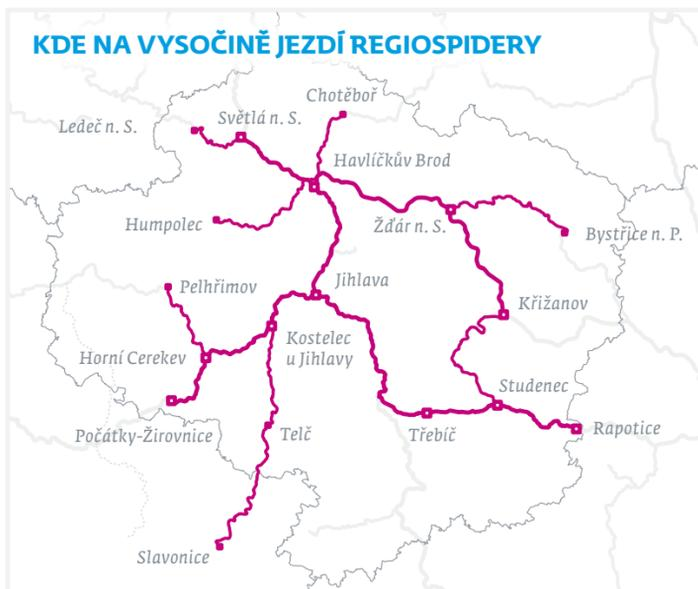 KDE NA VYSOČINĚ JEZDÍ REGIOSPIDERY
Chotěboř
Světlá n. S.
Ledeč n. S.
Havlíčkův Brod
Humpolec
Žďár n. S.
Bystřice n. P.
Jihlava
Pelhřimov
Křižanov
Kostelec
u Jihlavy
Horní Cerekev
Studenec
Počátky-Žirovnice
Telč
Třebíč
Rapotice
Slavonice